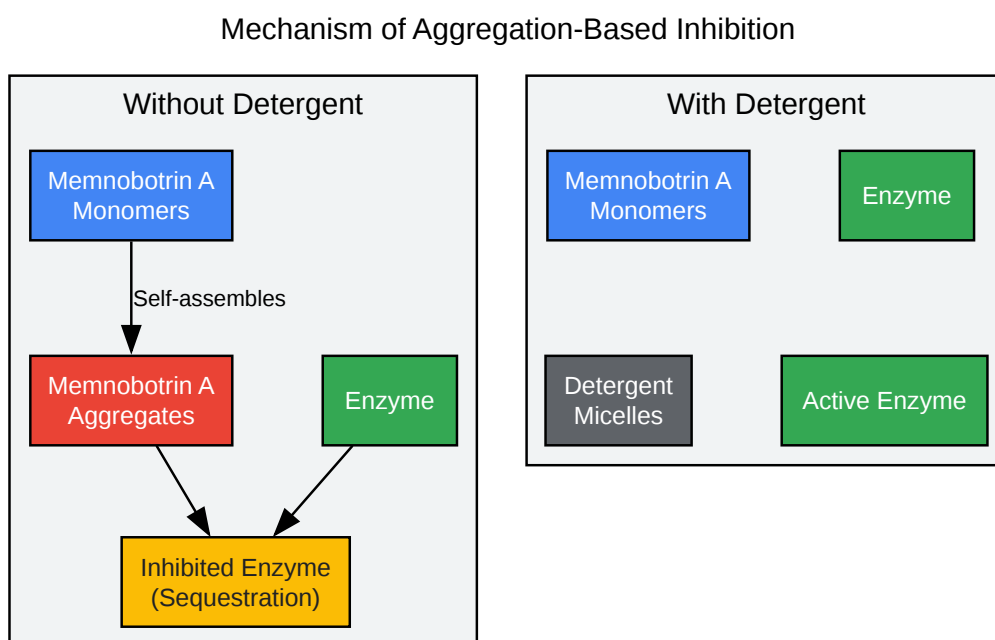 Mechanism of Aggregation-Based Inhibition
Without Detergent
Memnobotrin A
Monomers
Self-assembles
Memnobotrin A
Aggregates
Enzyme
Inhibited Enzyme
(Sequestration)
With Detergent
Memnobotrin A
Monomers
Enzyme
Detergent
Micelles
Active Enzyme